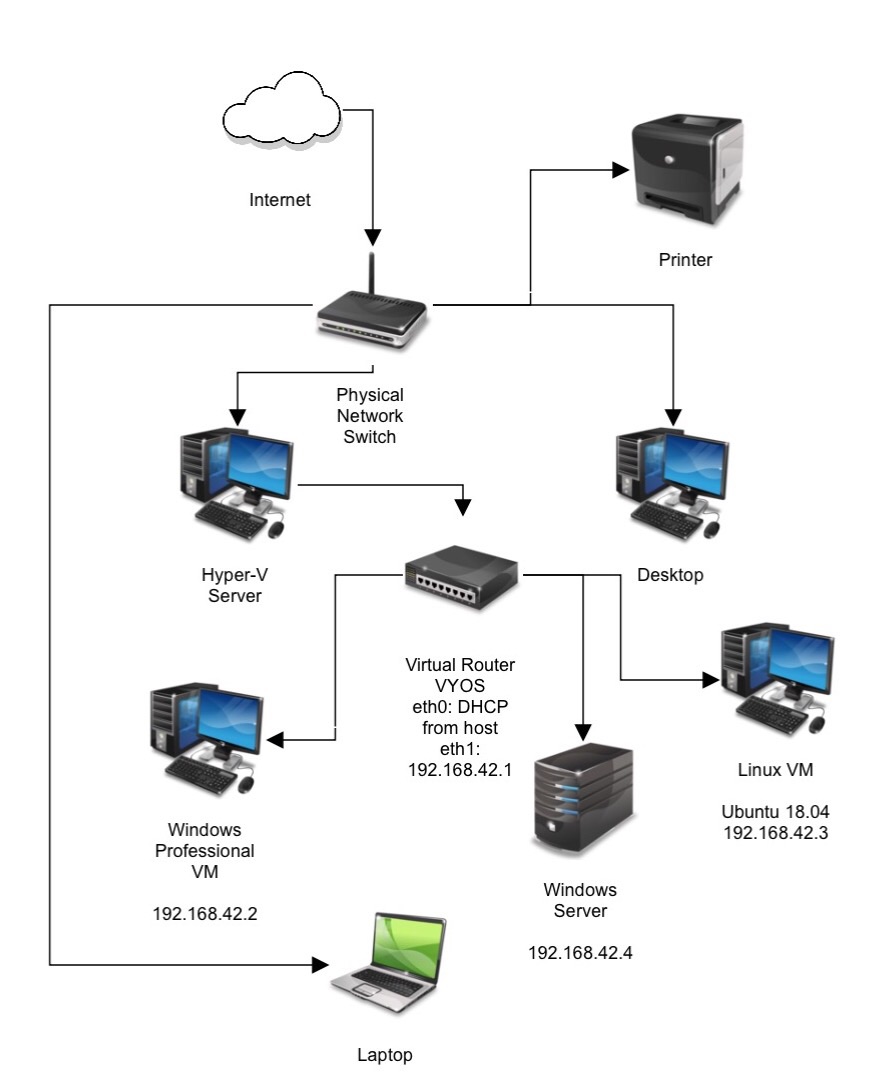 Internet
Printer
Physical
Network
Switch
Hyper-V
Server
Desktop
Virtual Router
VYOS
eth0: DHCP
from host
eth1:
192.168.42.1
Linux VM
Ubuntu 18.04
192.168.42.3
Windows
Professional
VM
192.168.42.2
Windows
Server
192.168.42.4
Laptop